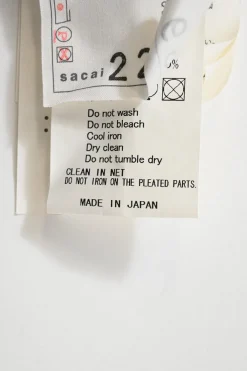 sacai 22
%
Do not wash
Do not bleach
Cool iron
Dry clean
Do not tumble dry
CLEAN IN NET
DO NOT IRON ON THE PLEATED PARTS.
MADE IN JAPAN